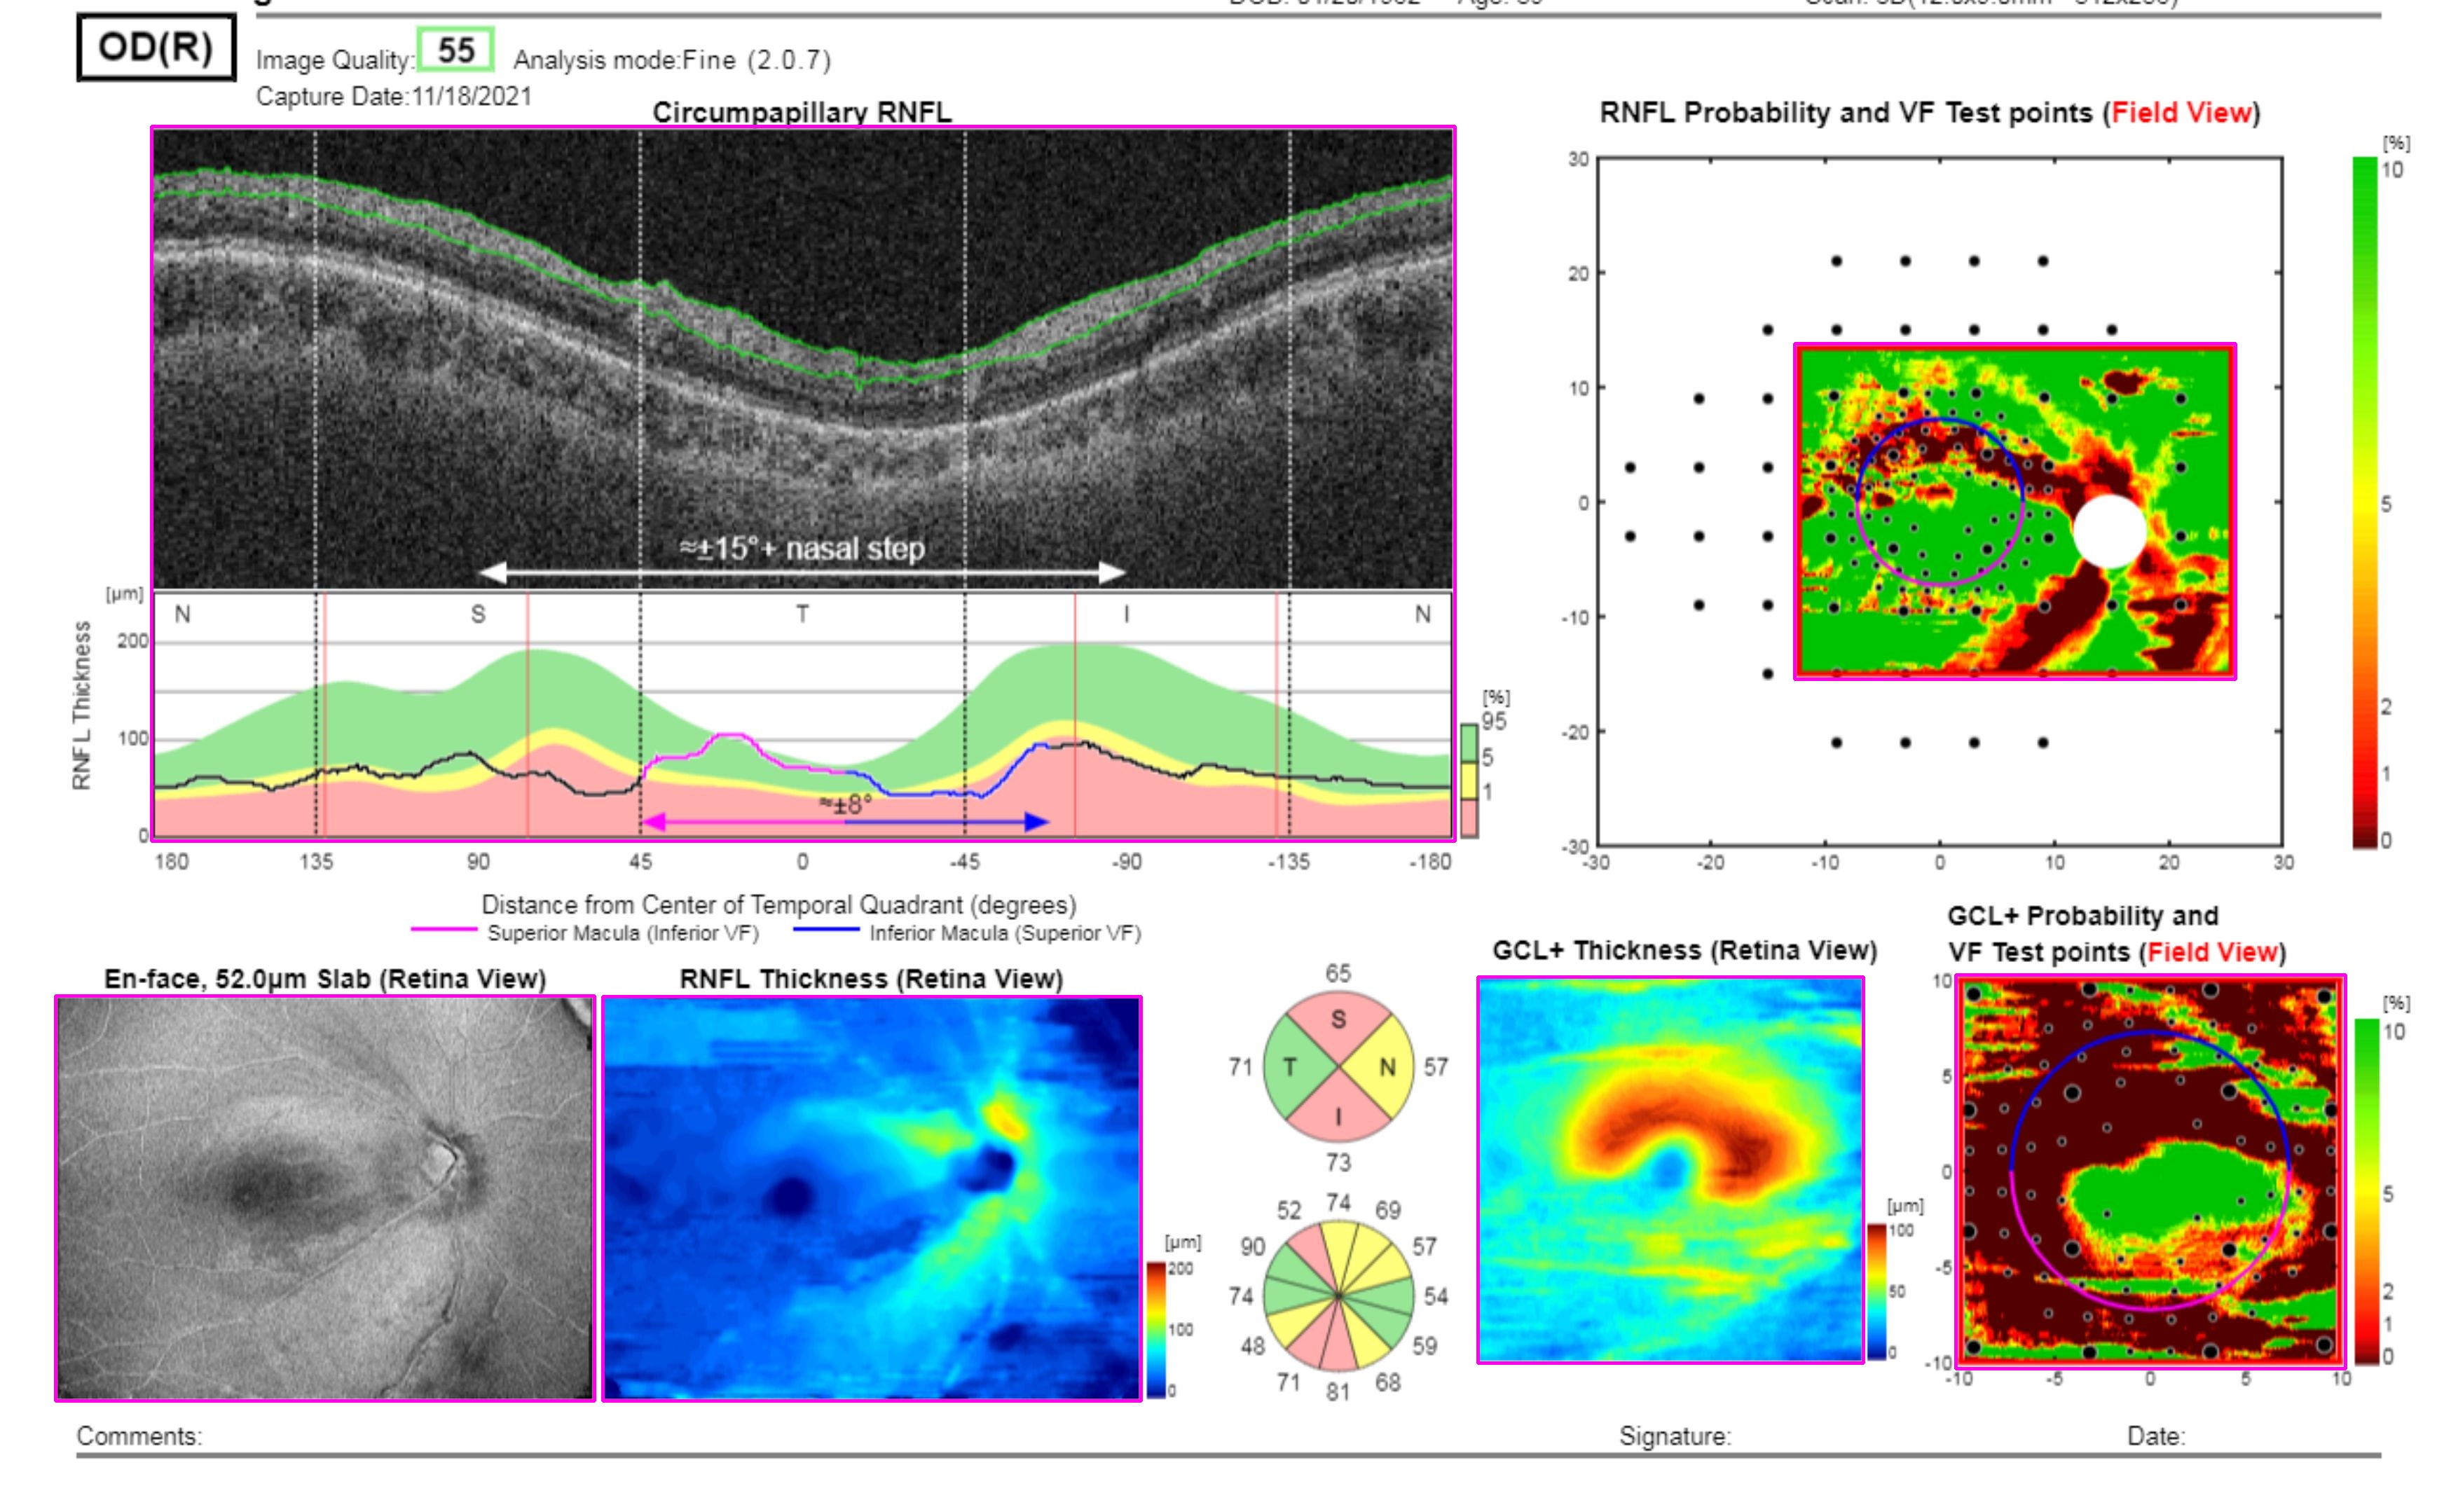 OD(R)
Image Quality: 55 Analysis mode:Fine (2.0.7)
Capture Date:11/18/2021
Circumpapillary RNFL
≈±15°+ nasal step
[µm]
RNFL Thickness
200
100
0
N S T I N
≈±8°
[%]
95
5
1
180 135 90 45 0 -45 -90 -135 -180
Distance from Center of Temporal Quadrant (degrees)
Superior Macula (Inferior VF) Inferior Macula (Superior VF)
RNFL Probability and VF Test points (Field View)
30
20
10
0
-10
-20
-30
-30 -20 -10 0 10 20 30
[%]
10
5
2
1
0
En-face, 52.0µm Slab (Retina View)
RNFL Thickness (Retina View)
[µm]
200
100
0
65
S
71 T N 57
I
73
74
52 69
90 57
74 54
48 59
71 68
81
GCL+ Thickness (Retina View)
[µm]
100
50
0
GCL+ Probability and
VF Test points (Field View)
10
5
0
-5
-10
-10 -5 0 5 10
[%]
10
5
2
1
0
Comments: Signature: Date: